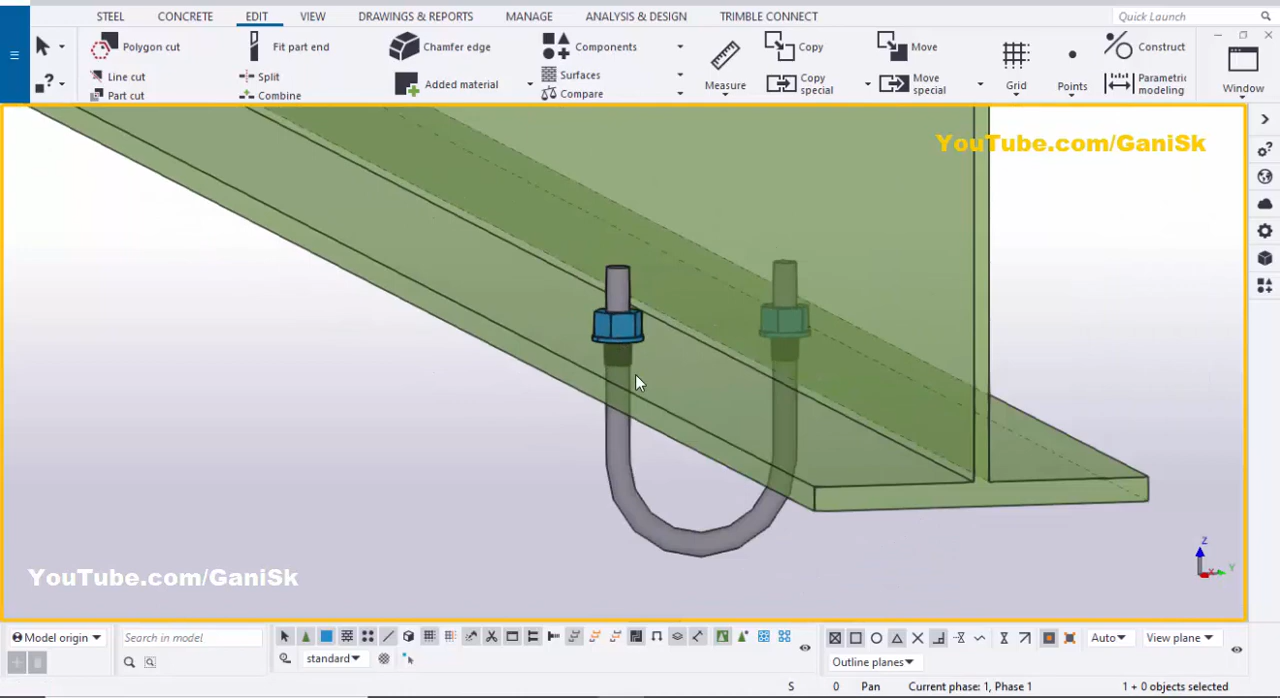 STEEL CONCRETE EDIT VIEW DRAWINGS & REPORTS MANAGE ANALYSIS & DESIGN TRIMBLE CONNECT Quick Launch
Polygon cut Fit part end Chamfer edge Components Copy Move Construct
Line cut Split Added material Surfaces Measure Copy special Move special Grid Points Parametric modeling Window
Part cut Combine Compare
YouTube.com/GaniSk
YouTube.com/GaniSk
Z
Y
X
Model origin Search in model Auto View plane
standard Outline planes
S 0 Pan Current phase: 1, Phase 1 1 + 0 objects selected